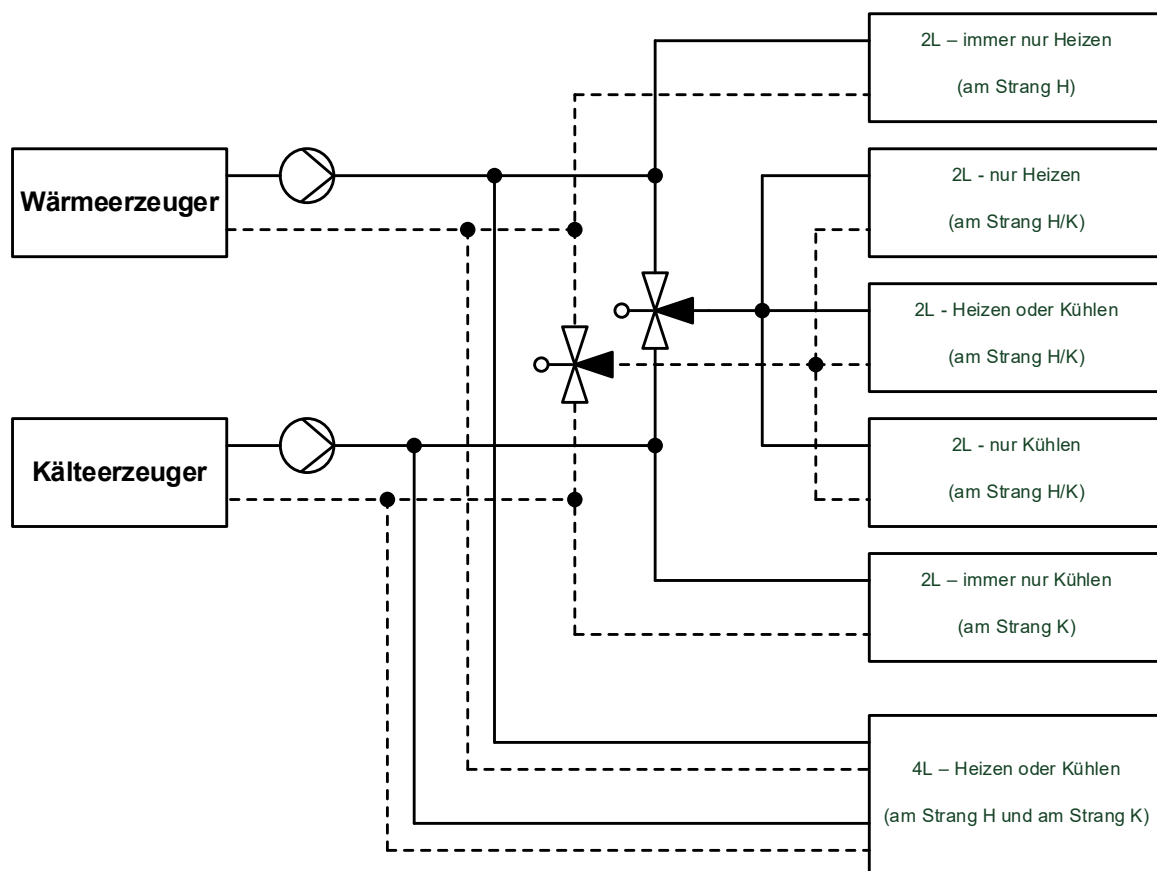 2L – immer nur Heizen
(am Strang H)
Wärmeerzeuger
2L - nur Heizen
(am Strang H/K)
2L - Heizen oder Kühlen
(am Strang H/K)
Kälteerzeuger
2L - nur Kühlen
(am Strang H/K)
2L – immer nur Kühlen
(am Strang K)
4L – Heizen oder Kühlen
(am Strang H und am Strang K)